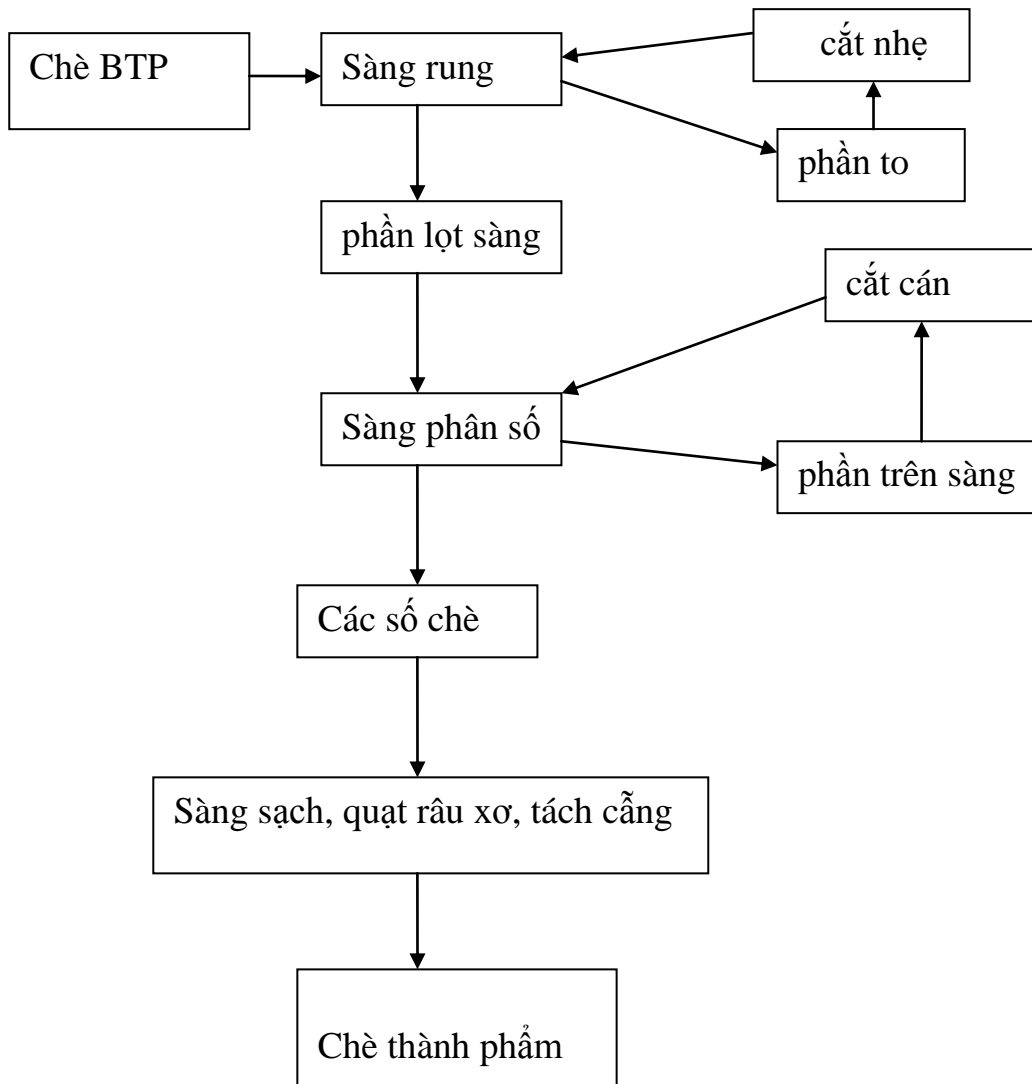 Chè BTP
Sàng rung
cắt nhẹ
phần to
phần lọt sàng
cắt cán
Sàng phân số
phần trên sàng
Các số chè
Sàng sạch, quạt râu xơ, tách cẫng
Chè thành phẩm